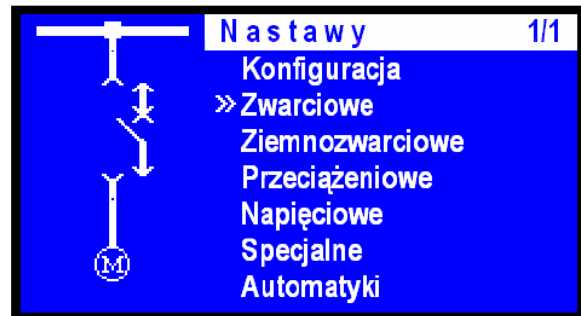 Nastawy 1/1
Konfiguracja
»Zwarciowe
Ziemnozwarciowe
Przeciążeniowe
Napięciowe
Specjalne
Automatyki
M